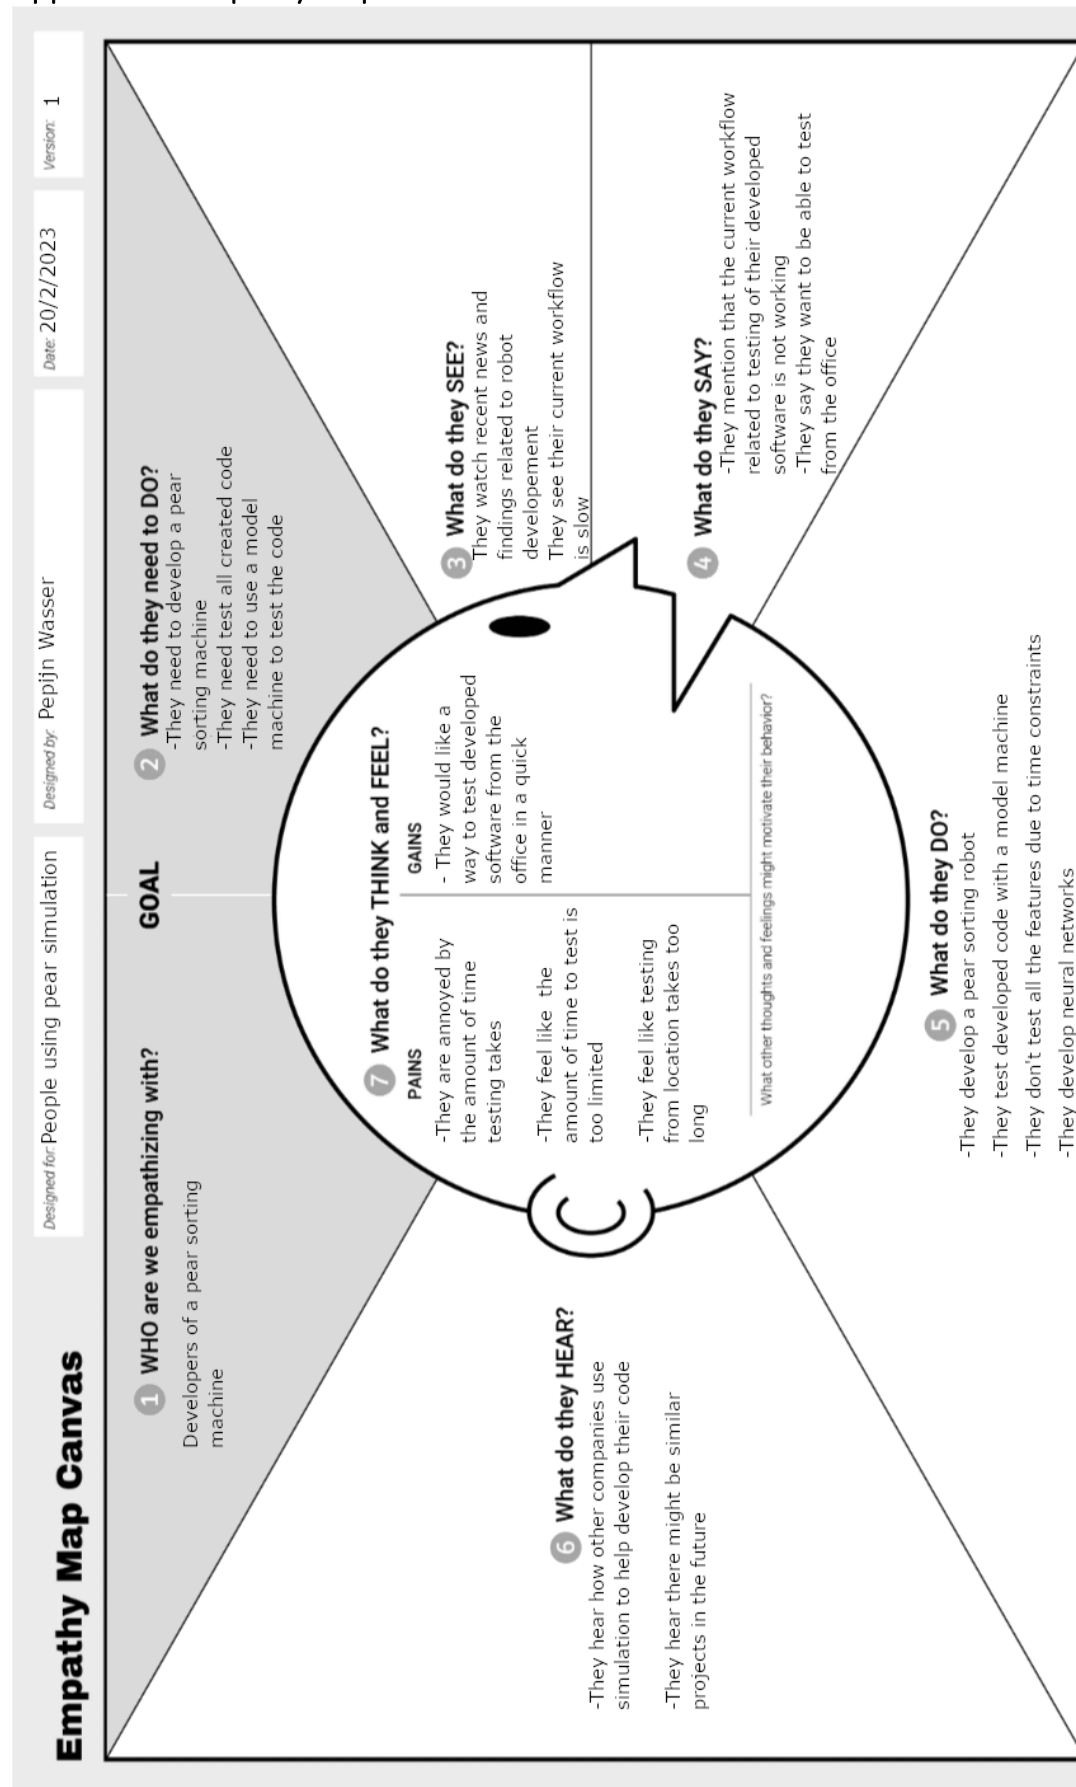 Empathy Map Canvas
Designed for: People using pear simulation
Designed by: Pepijn Wasser
Date: 20/2/2023
Version: 1
1 WHO are we empathizing with?
Developers of a pear sorting
machine
GOAL
2 What do they need to DO?
-They need to develop a pear
sorting machine
-They need test all created code
-They need to use a model
machine to test the code
3 What do they SEE?
They watch recent news and
findings related to robot
developement
They see their current workflow
is slow
4 What do they SAY?
-They mention that the current workflow
related to testing of their developed
software is not working
-They say they want to be able to test
from the office
5 What do they DO?
-They develop a pear sorting robot
-They test developed code with a model machine
-They don't test all the features due to time constraints
-They develop neural networks
6 What do they HEAR?
-They hear how other companies use
simulation to help develop their code
-They hear there might be similar
projects in the future
7 What do they THINK and FEEL?
PAINS
-They are annoyed by
the amount of time
testing takes
-They feel like the
amount of time to test is
too limited
-They feel like testing
from location takes too
long
GAINS
- They would like a
way to test developed
software from the
office in a quick
manner
What other thoughts and feelings might motivate their behavior?